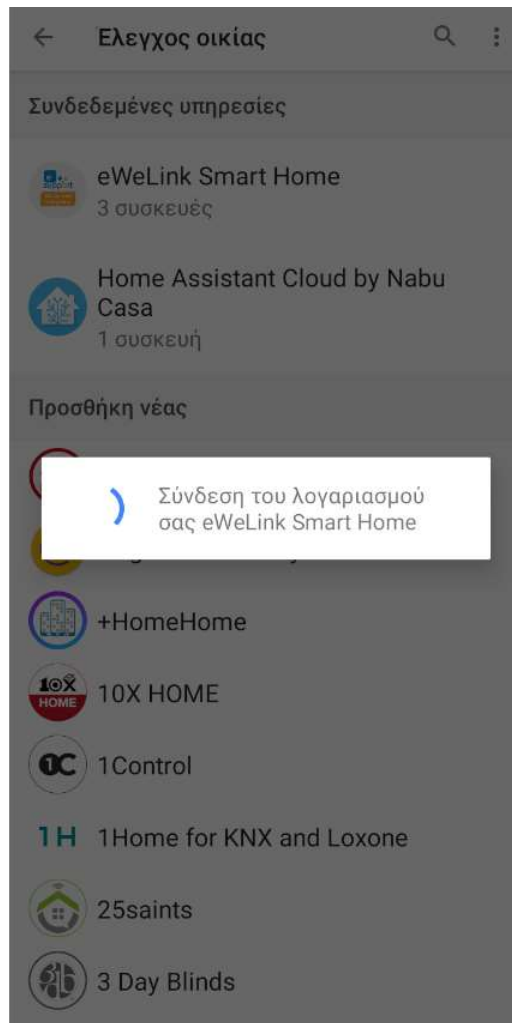 Έλεγχος οικίας
Συνδεδεμένες υπηρεσίες
eWeLink Smart Home
3 συσκευές
Home Assistant Cloud by Nabu
Casa
1 συσκευή
Προσθήκη νέας
Σύνδεση του λογαριασμού
σας eWeLink Smart Home
+HomeHome
10X
HOME
10X HOME
1Control
1H
1Home for KNX and Loxone
25saints
3 Day Blinds